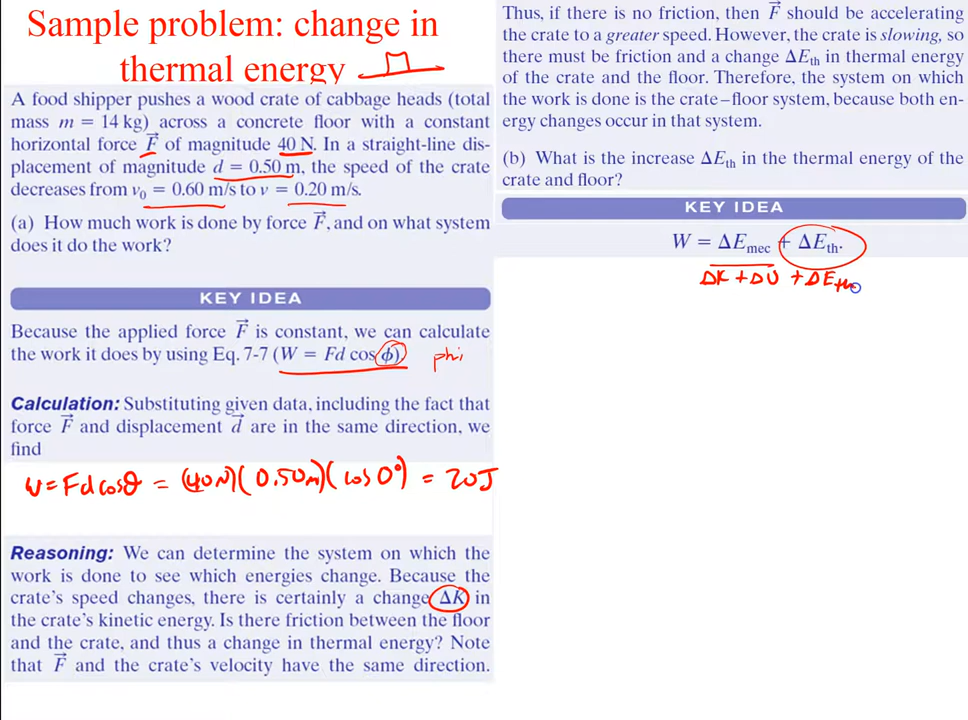 Sample problem: change in
thermal energy
A food shipper pushes a wood crate of cabbage heads (total
mass m = 14 kg) across a concrete floor with a constant
horizontal force F⃗ of magnitude 40 N. In a straight-line dis-
placement of magnitude d = 0.50 m, the speed of the crate
decreases from v₀ = 0.60 m/s to v = 0.20 m/s.
(a) How much work is done by force F⃗, and on what system
does it do the work?
KEY IDEA
Because the applied force F⃗ is constant, we can calculate
the work it does by using Eq. 7-7 (W = Fd cos ϕ).
phi
Calculation: Substituting given data, including the fact that
force F⃗ and displacement d⃗ are in the same direction, we
find
W = Fd cosθ = (40N)(0.50m)(cos 0°) = 20J
Reasoning: We can determine the system on which the
work is done to see which energies change. Because the
crate's speed changes, there is certainly a change ΔK in
the crate's kinetic energy. Is there friction between the floor
and the crate, and thus a change in thermal energy? Note
that F⃗ and the crate's velocity have the same direction.
Thus, if there is no friction, then F⃗ should be accelerating
the crate to a greater speed. However, the crate is slowing, so
there must be friction and a change ΔEth in thermal energy
of the crate and the floor. Therefore, the system on which
the work is done is the crate–floor system, because both en-
ergy changes occur in that system.
(b) What is the increase ΔEth in the thermal energy of the
crate and floor?
KEY IDEA
W = ΔEmec + ΔEth.
ΔK + ΔU + ΔEth